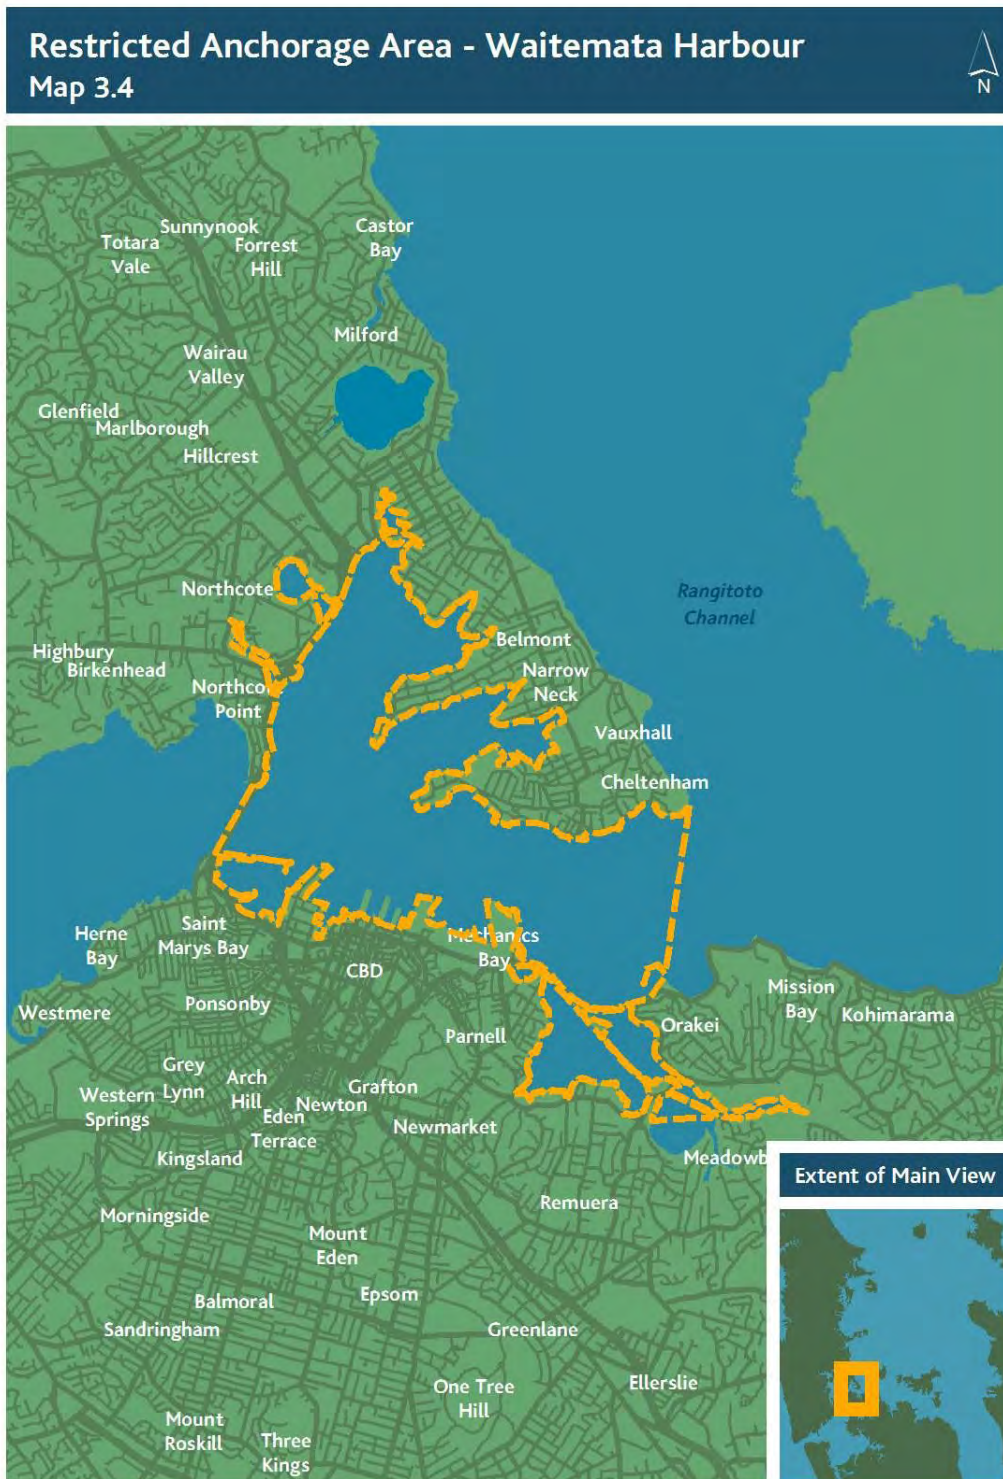 Restricted Anchorage Area - Waitemata Harbour
Map 3.4
N
Sunnynook
Totara
Vale
Forrest
Hill
Castor
Bay
Milford
Wairau
Valley
Glenfield
Marlborough
Hillcrest
Northcote
Rangitoto
Channel
Highbury
Birkenhead
Belmont
Narrow
Neck
Northcote
Point
Vauxhall
Cheltenham
Herne
Bay
Saint
Marys Bay
Mechanics
Bay
CBD
Westmere
Ponsonby
Mission
Bay
Kohimarama
Orakei
Parnell
Grey
Lynn
Western
Springs
Arch
Hill
Grafton
Newton
Eden
Terrace
Newmarket
Kingsland
Meadowb
Extent of Main View
Remuera
Morningside
Mount
Eden
Balmoral
Epsom
Sandringham
Greenlane
One Tree
Hill
Ellerslie
Mount
Roskill
Three
Kings